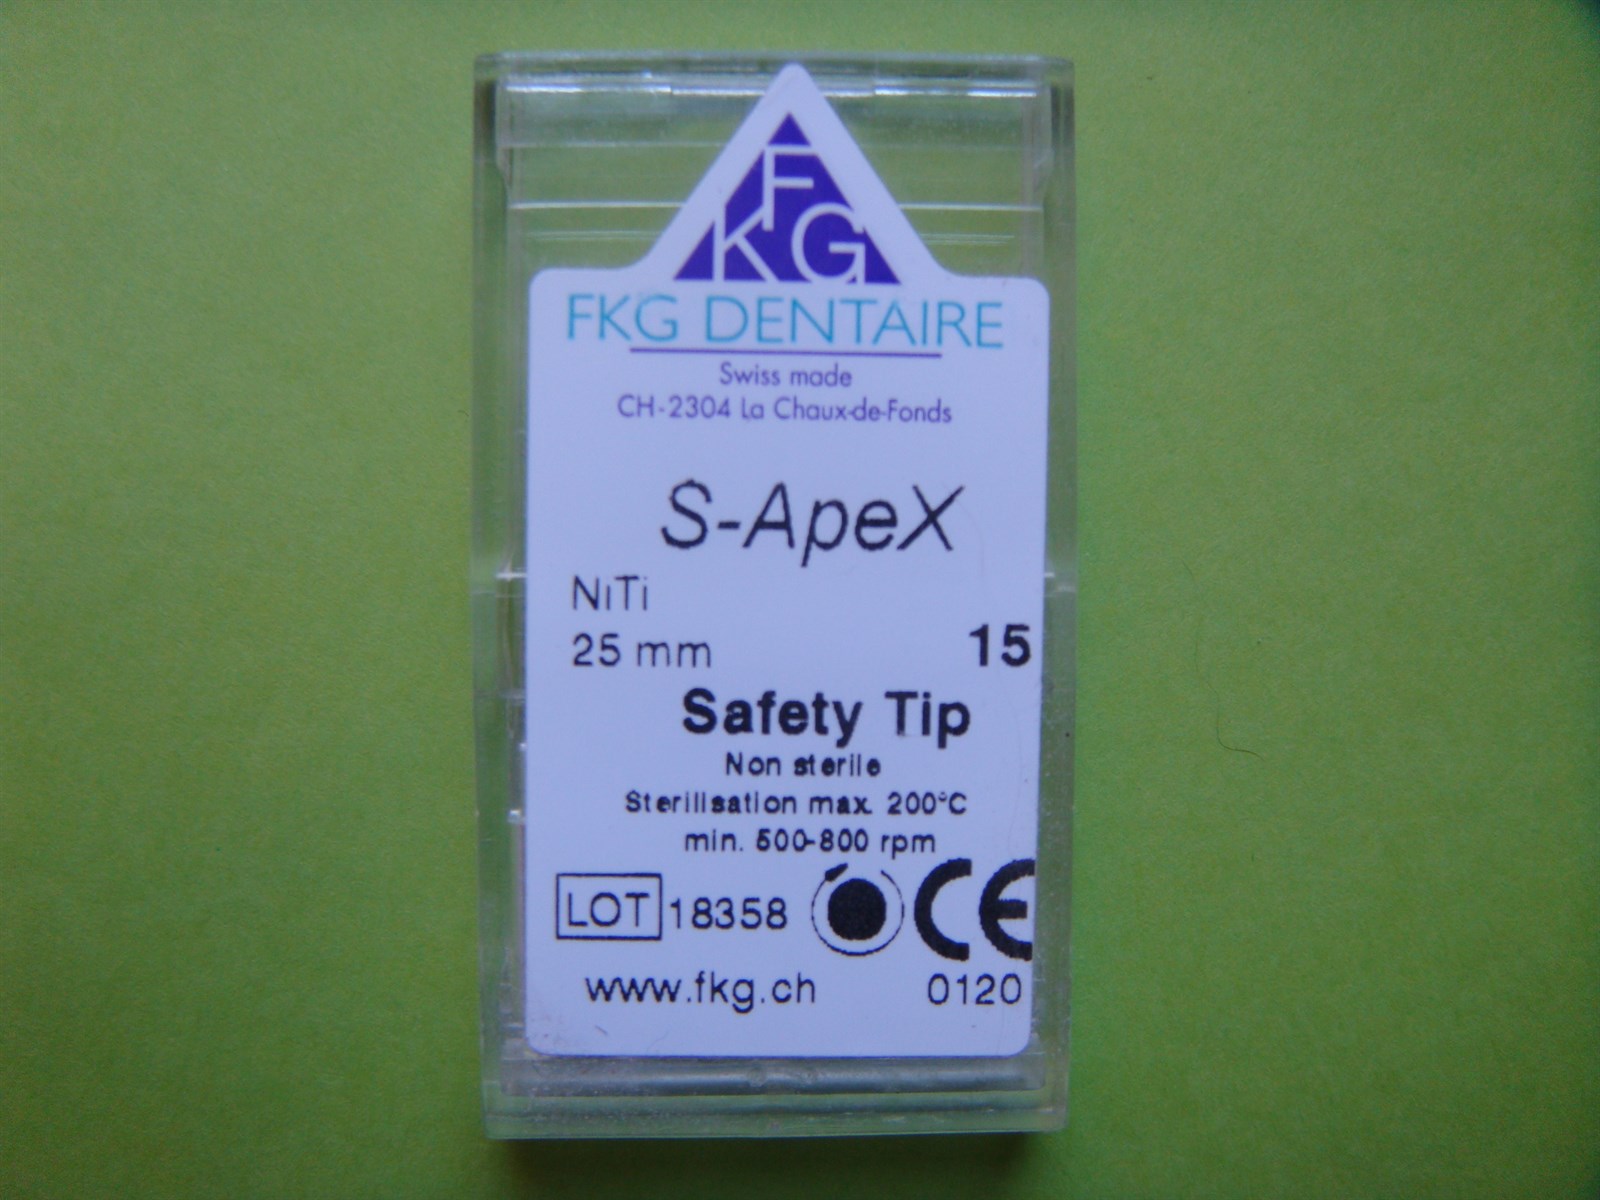 F
KG
FKG DENTAIRE
Swiss made
CH-2304 La Chaux-de-Fonds
S-ApeX
NiTi
25 mm 15
Safety Tip
Non sterile
Sterilisation max. 200°C
min. 500-800 rpm
LOT 18358 CE
www.fkg.ch 0120